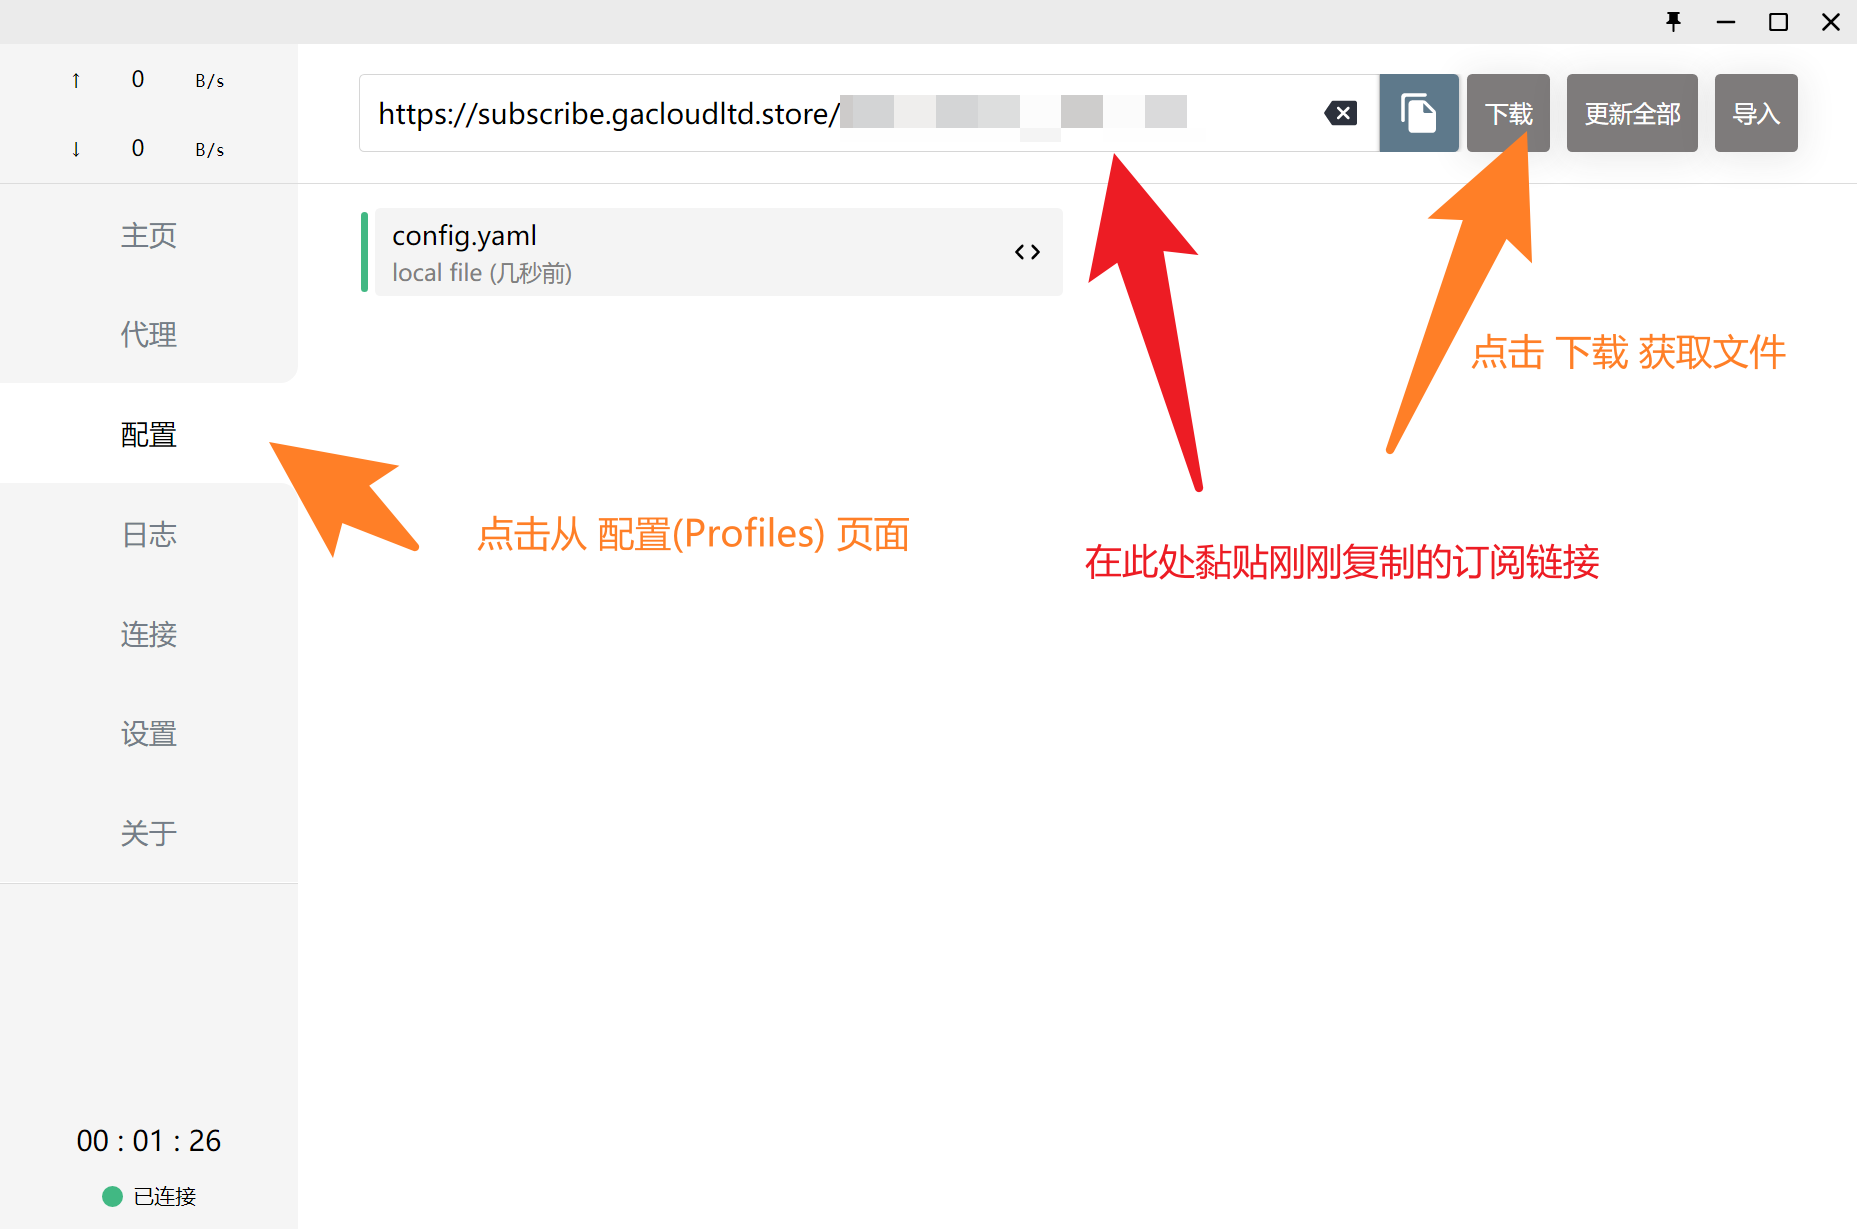 ↑ 0 B/s
↓ 0 B/s
https://subscribe.gacloudltd.store/
下载
更新全部
导入
主页
代理
配置
日志
连接
设置
关于
config.yaml
local file (几秒前)
点击 下载 获取文件
点击从 配置(Profiles) 页面
在此处黏贴刚刚复制的订阅链接
00 : 01 : 26
已连接